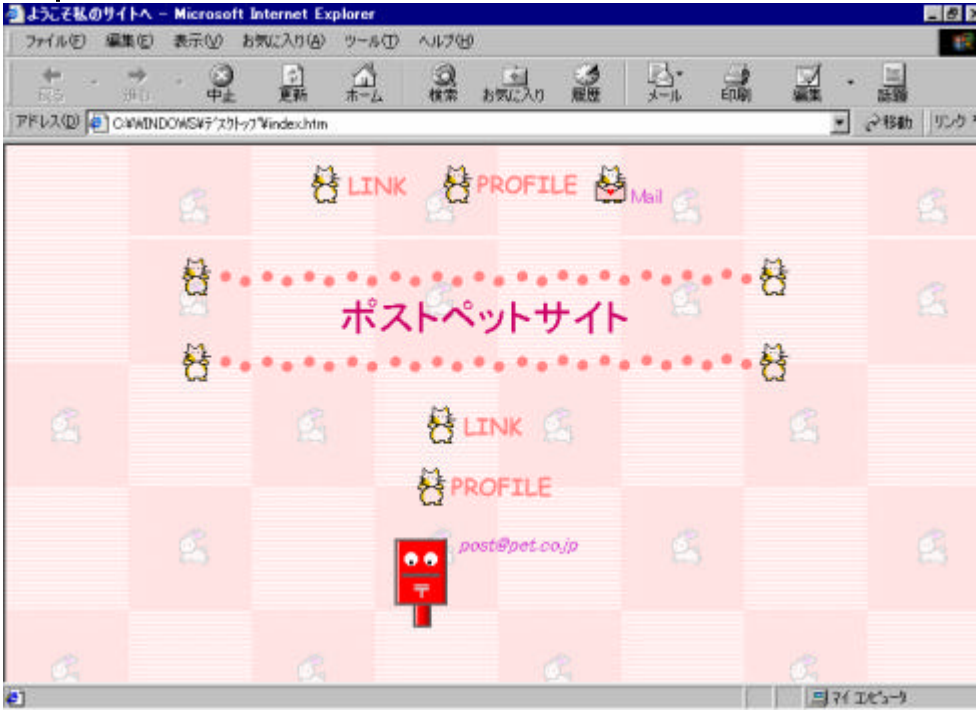 ようこそ私のサイトへ - Microsoft Internet Explorer
ファイル(F) 編集(E) 表示(V) お気に入り(A) ツール(T) ヘルプ(H)
戻る 進む 中止 更新 ホーム 検索 お気に入り 履歴 メール 印刷 編集 話題
アドレス(D) C:¥WINDOWS¥デスクトップ¥index.htm 移動 リンク
LINK PROFILE Mail
ポストペットサイト
LINK
PROFILE
post@pet.co.jp
〒
マイ コンピュータ